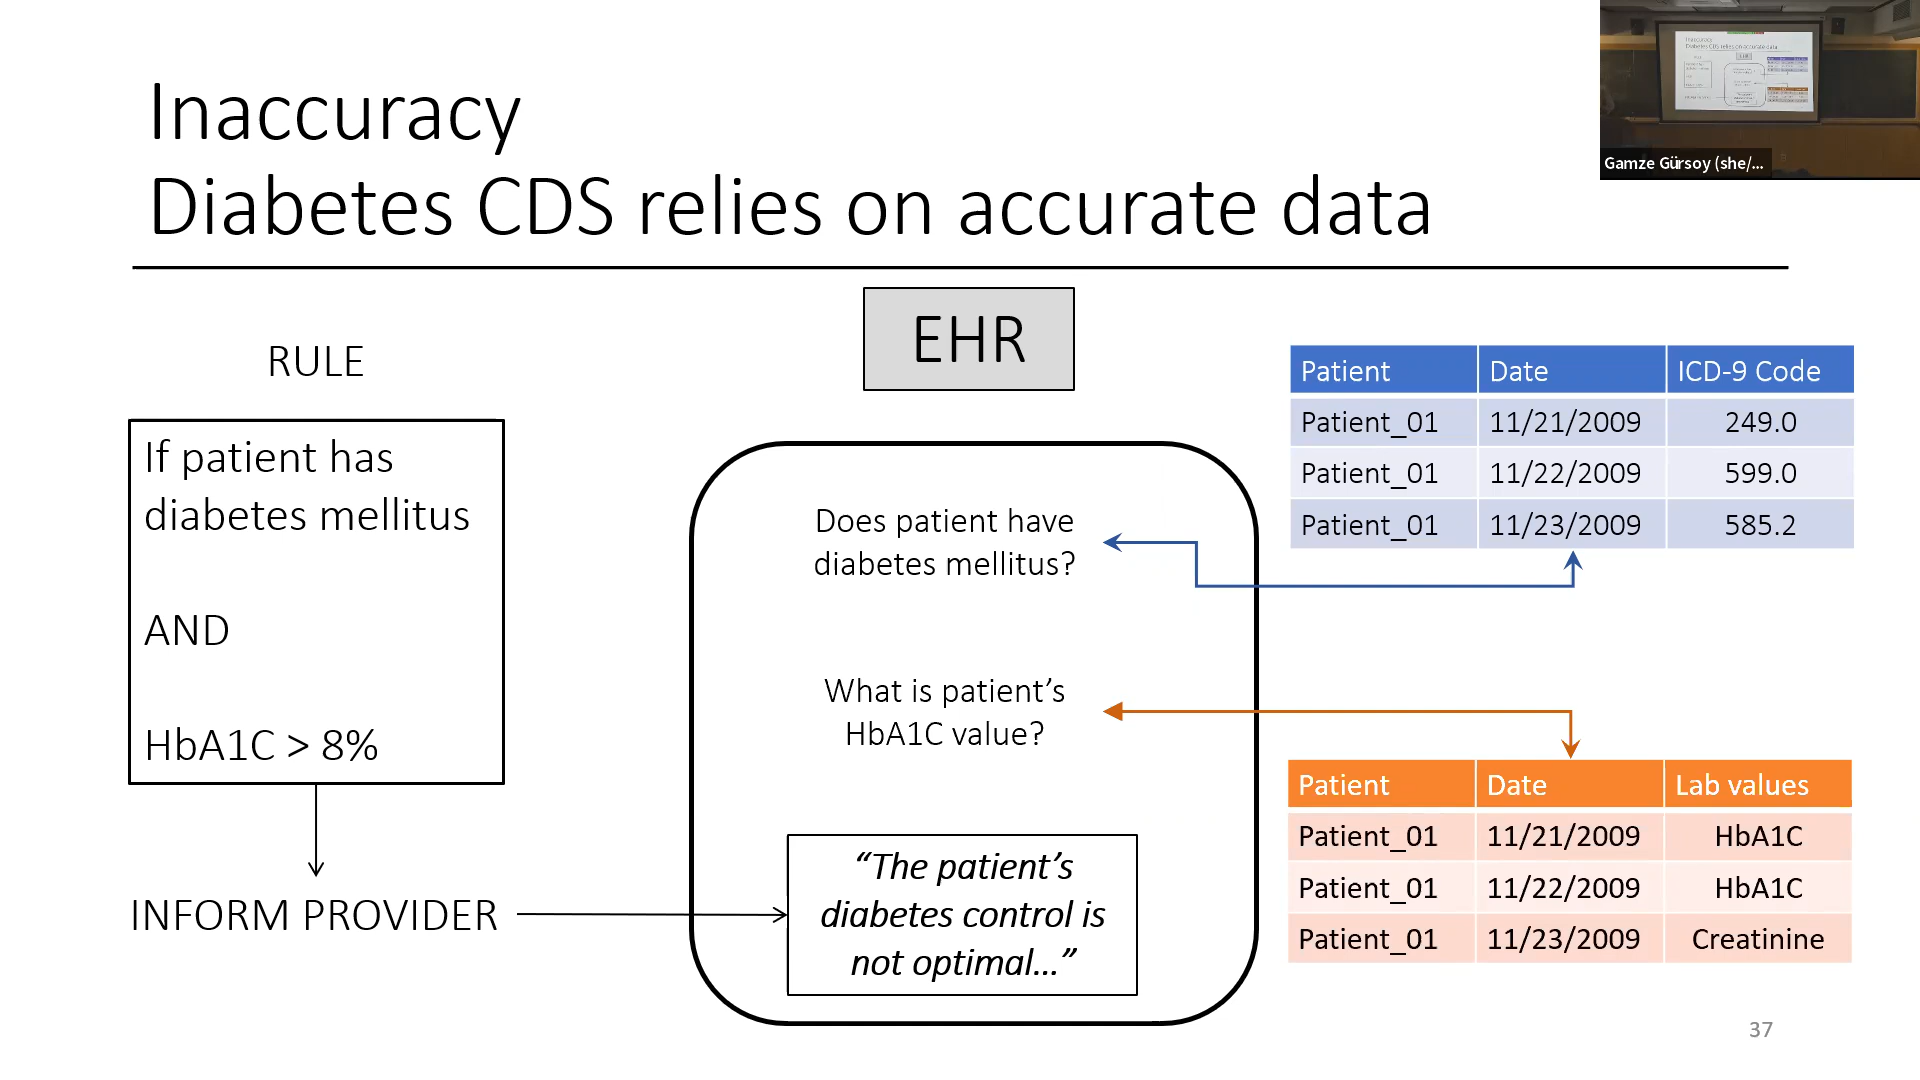 Inaccuracy
Diabetes CDS relies on accurate data
Gamze Gürsoy (she/...
EHR
RULE
If patient has
diabetes mellitus
AND
HbA1C > 8%
INFORM PROVIDER
Does patient have
diabetes mellitus?
What is patient’s
HbA1C value?
“The patient’s
diabetes control is
not optimal…”
Patient Date ICD-9 Code
Patient_01 11/21/2009 249.0
Patient_01 11/22/2009 599.0
Patient_01 11/23/2009 585.2
Patient Date Lab values
Patient_01 11/21/2009 HbA1C
Patient_01 11/22/2009 HbA1C
Patient_01 11/23/2009 Creatinine
37